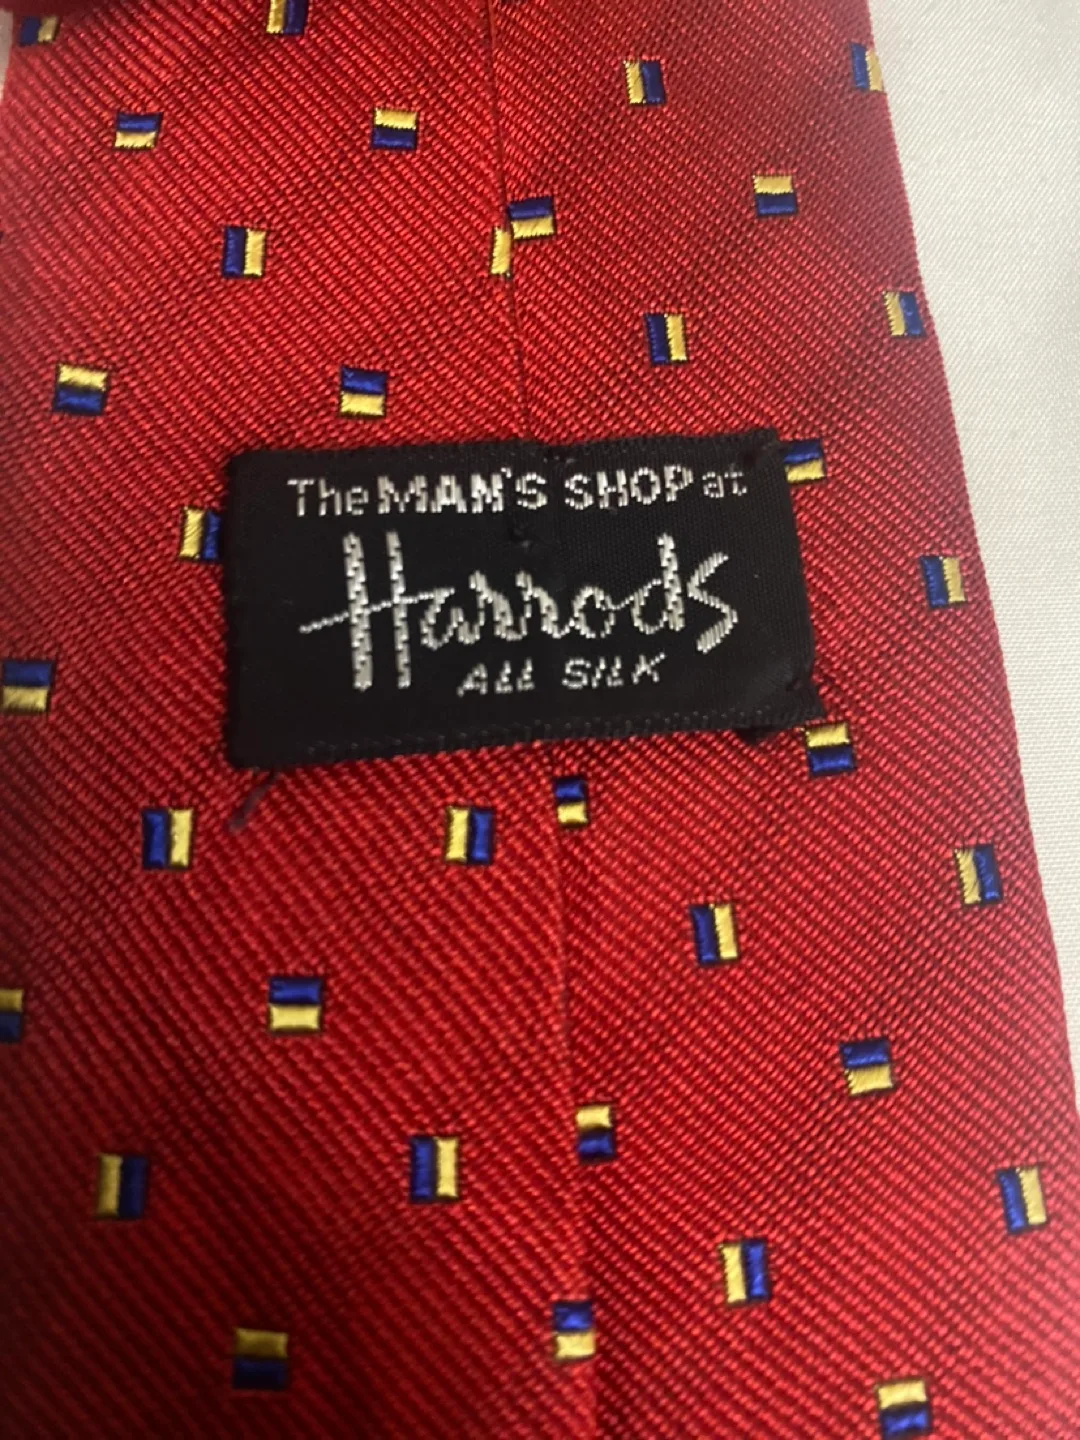 The MAN'S SHOP at
Harrods
ALL SILK